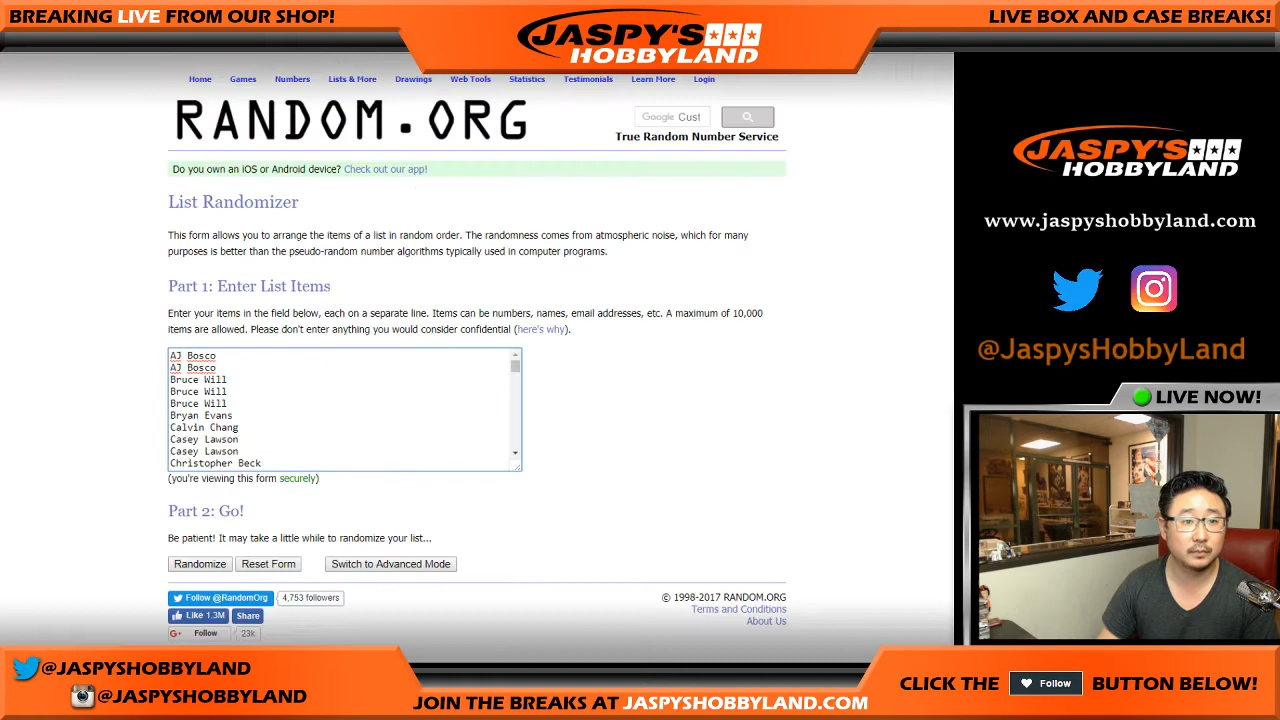 BREAKING LIVE FROM OUR SHOP!
JASPY'S
HOBBYLAND
LIVE BOX AND CASE BREAKS!
Home Games Numbers Lists & More Drawings Web Tools Statistics Testimonials Learn More Login
RANDOM.ORG
Google Cust
True Random Number Service
Do you own an iOS or Android device? Check out our app!
List Randomizer
This form allows you to arrange the items of a list in random order. The randomness comes from atmospheric noise, which for many
purposes is better than the pseudo-random number algorithms typically used in computer programs.
Part 1: Enter List Items
Enter your items in the field below, each on a separate line. Items can be numbers, names, email addresses, etc. A maximum of 10,000
items are allowed. Please don't enter anything you would consider confidential (here's why).
AJ Bosco
AJ Bosco
Bruce Will
Bruce Will
Bruce Will
Bryan Evans
Calvin Chang
Casey Lawson
Casey Lawson
Christopher Beck
(you're viewing this form securely)
Part 2: Go!
Be patient! It may take a little while to randomize your list...
Randomize Reset Form Switch to Advanced Mode
Follow @RandomOrg 4,753 followers
Like 1.3M Share
G+ Follow 23k
© 1998-2017 RANDOM.ORG
Terms and Conditions
About Us
JASPY'S
HOBBYLAND
www.jaspyshobbyland.com
@JaspysHobbyLand
LIVE NOW!
@JASPYSHOBBYLAND
@JASPYSHOBBYLAND
JOIN THE BREAKS AT JASPYSHOBBYLAND.COM
CLICK THE Follow BUTTON BELOW!